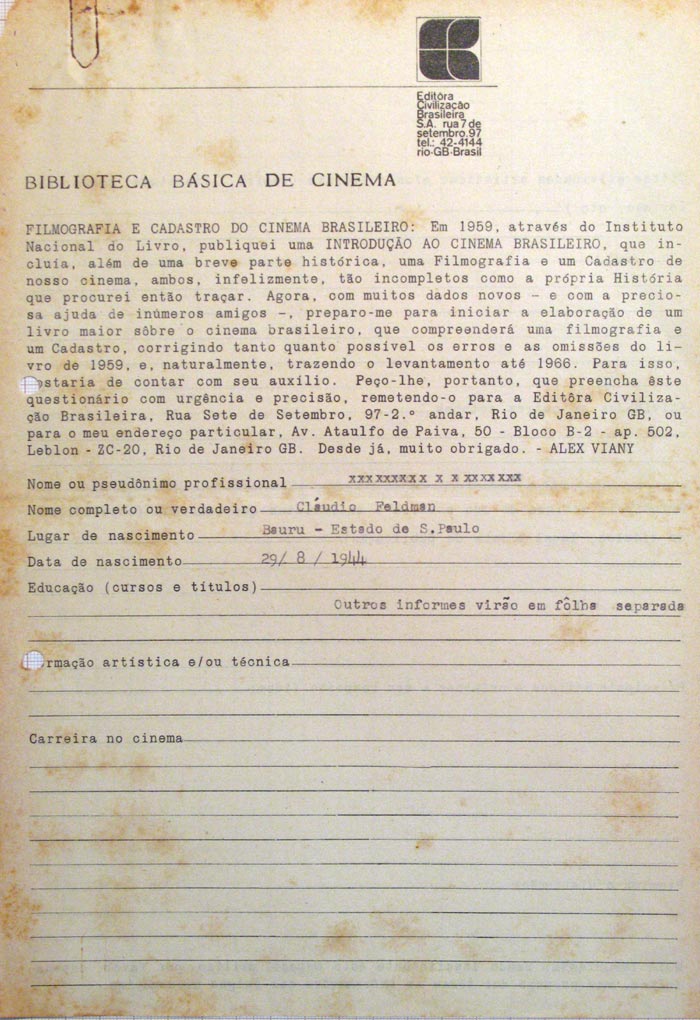 Editôra
Civilização
Brasileira
S.A. rua 7 de
setembro, 97
tel.: 42-4144
rio·GB·Brasil
BIBLIOTECA BÁSICA DE CINEMA
FILMOGRAFIA E CADASTRO DO CINEMA BRASILEIRO: Em 1959, através do Instituto
Nacional do Livro, publiquei uma INTRODUÇÃO AO CINEMA BRASILEIRO, que in-
cluía, além de uma breve parte histórica, uma Filmografia e um Cadastro de
nosso cinema, ambos, infelizmente, tão incompletos como a própria História
que procurei então traçar. Agora, com muitos dados novos — e com a precio-
sa ajuda de inúmeros amigos —, preparo-me para iniciar a elaboração de um
livro maior sôbre o cinema brasileiro, que compreenderá uma filmografia e
um Cadastro, corrigindo tanto quanto possível os erros e as omissões do li-
vro de 1959, e, naturalmente, trazendo o levantamento até 1966. Para isso,
ostaria de contar com seu auxílio. Peço-lhe, portanto, que preencha êste
questionário com urgência e precisão, remetendo-o para a Editôra Civiliza-
ção Brasileira, Rua Sete de Setembro, 97-2.º andar, Rio de Janeiro GB, ou
para o meu endereço particular, Av. Ataulfo de Paiva, 50 - Bloco B-2 - ap. 502,
Leblon - ZC-20, Rio de Janeiro GB. Desde já, muito obrigado. - ALEX VIANY
Nome ou pseudônimo profissional xxxxxxxxx x x xxxxxxx
Nome completo ou verdadeiro Cláudio Feldman
Lugar de nascimento Bauru - Estado de S.Paulo
Data de nascimento 29/ 8 / 1944
Educação (cursos e títulos)
Outros informes virão em fôlha separada
rmação artística e/ou técnica
Carreira no cinema